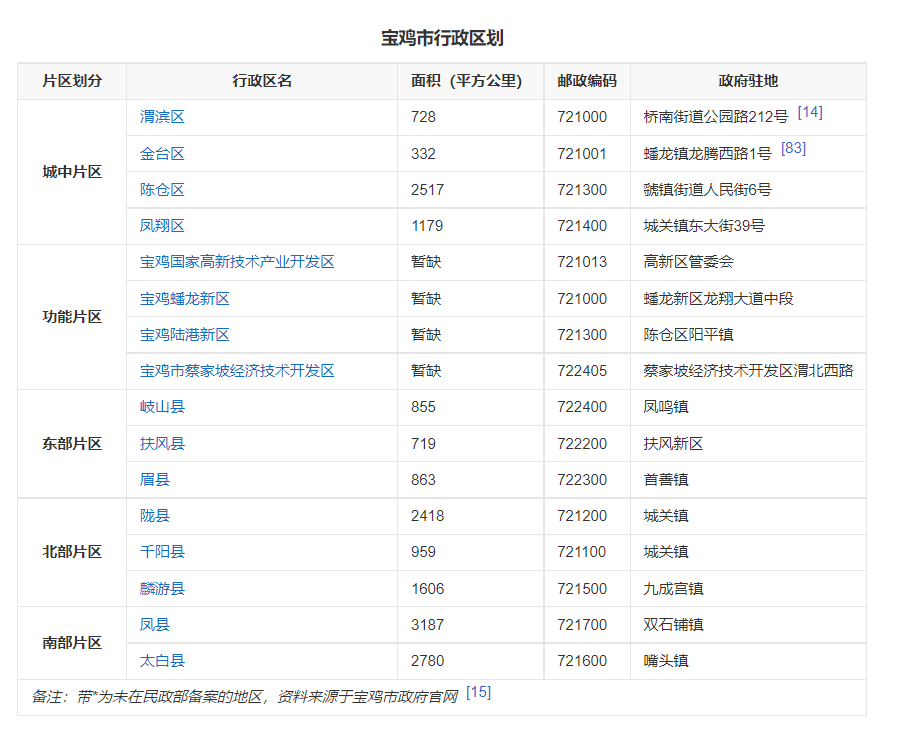 宝鸡市行政区划
片区划分 行政区名 面积（平方公里） 邮政编码 政府驻地
城中片区 渭滨区 728 721000 桥南街道公园路212号 [14]
金台区 332 721001 蟠龙镇龙腾西路1号 [83]
陈仓区 2517 721300 虢镇街道人民街6号
凤翔区 1179 721400 城关镇东大街39号
功能片区 宝鸡国家高新技术产业开发区 暂缺 721013 高新区管委会
宝鸡蟠龙新区 暂缺 721000 蟠龙新区龙翔大道中段
宝鸡陆港新区 暂缺 721300 陈仓区阳平镇
宝鸡市蔡家坡经济技术开发区 暂缺 722405 蔡家坡经济技术开发区渭北西路
东部片区 岐山县 855 722400 凤鸣镇
扶风县 719 722200 扶风新区
眉县 863 722300 首善镇
北部片区 陇县 2418 721200 城关镇
千阳县 959 721100 城关镇
麟游县 1606 721500 九成宫镇
南部片区 凤县 3187 721700 双石铺镇
太白县 2780 721600 嘴头镇
备注：带*为未在民政部备案的地区，资料来源于宝鸡市政府官网 [15]